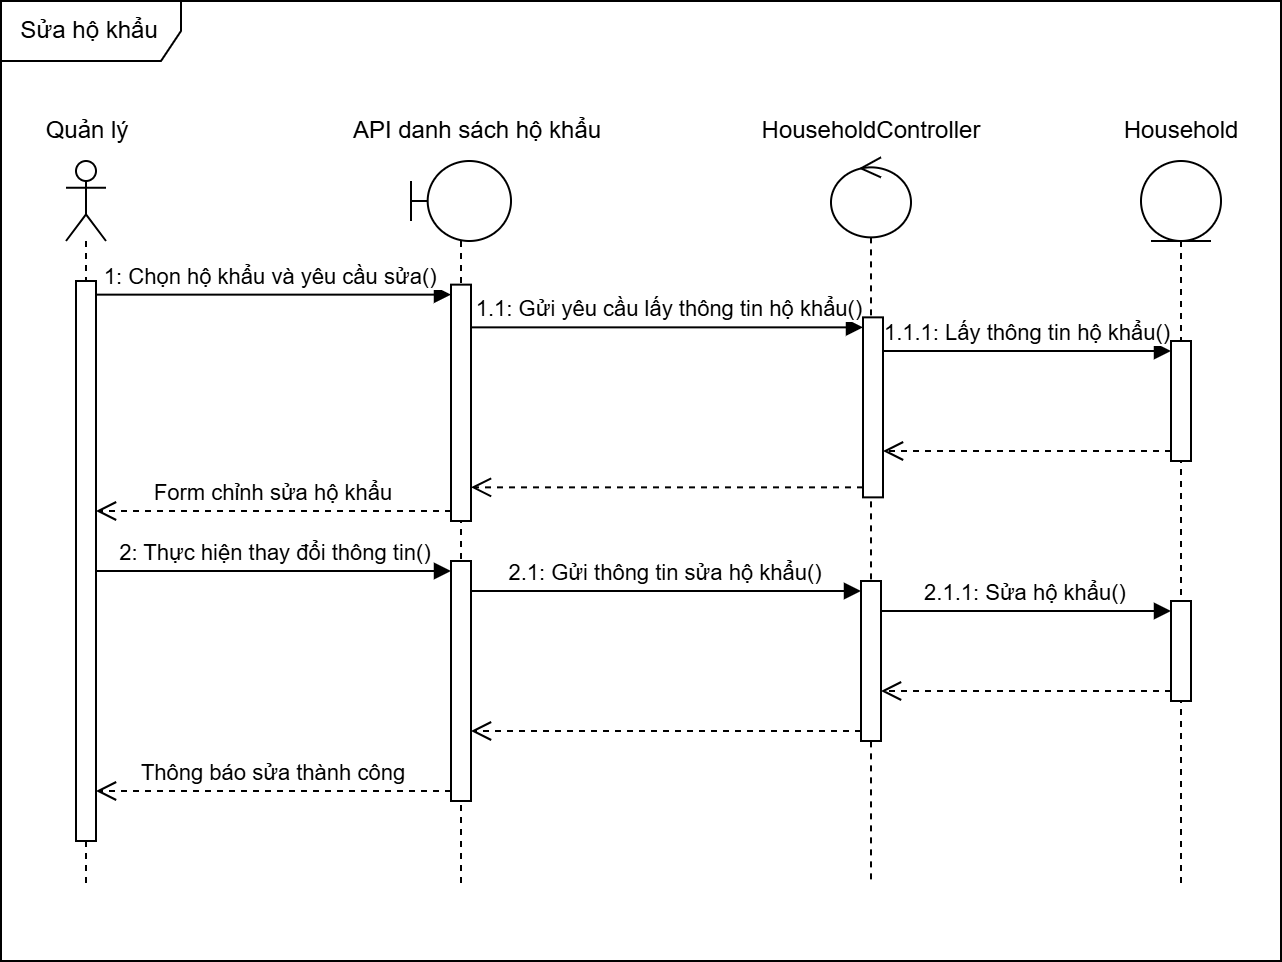 Sửa hộ khẩu
Quản lý
API danh sách hộ khẩu
HouseholdController
Household
1: Chọn hộ khẩu và yêu cầu sửa()
1.1: Gửi yêu cầu lấy thông tin hộ khẩu()
1.1.1: Lấy thông tin hộ khẩu()
Form chỉnh sửa hộ khẩu
2: Thực hiện thay đổi thông tin()
2.1: Gửi thông tin sửa hộ khẩu()
2.1.1: Sửa hộ khẩu()
Thông báo sửa thành công